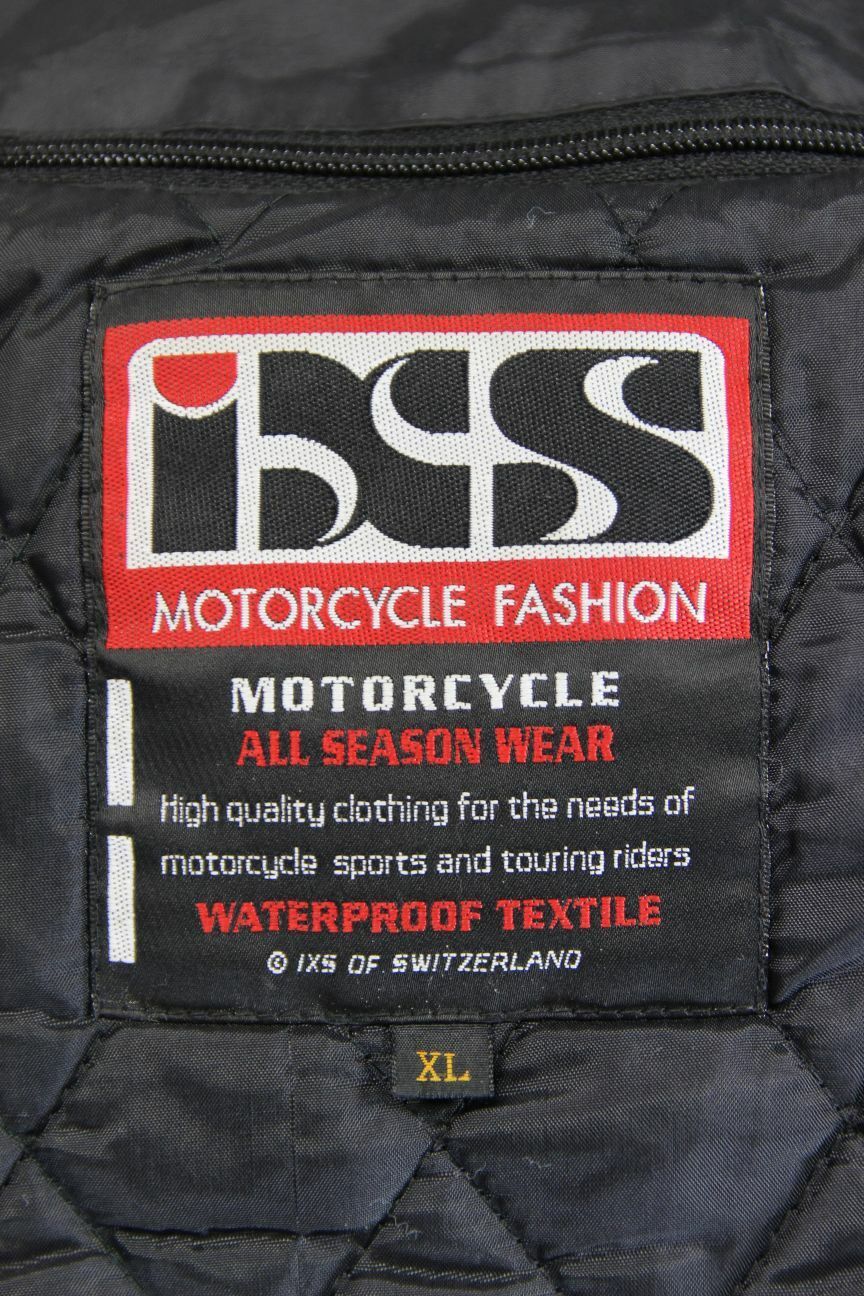 iXS
MOTORCYCLE FASHION
MOTORCYCLE
ALL SEASON WEAR
High quality clothing for the needs of
motorcycle sports and touring riders
WATERPROOF TEXTILE
© IXS OF SWITZERLAND
XL